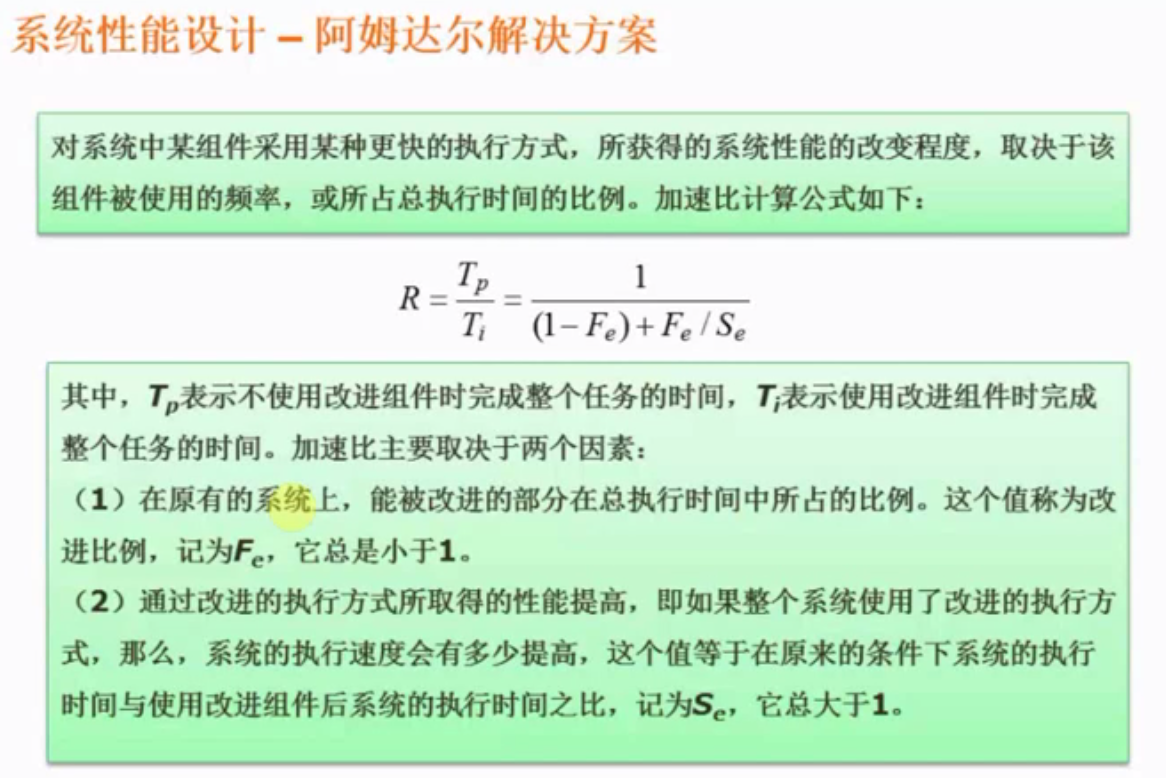 系统性能设计 – 阿姆达尔解决方案
对系统中某组件采用某种更快的执行方式，所获得的系统性能的改变程度，取决于该
组件被使用的频率，或所占总执行时间的比例。加速比计算公式如下：
R = T_p / T_i = 1 / ((1 − F_e) + F_e / S_e)
其中，T_p表示不使用改进组件时完成整个任务的时间，T_i表示使用改进组件时完成
整个任务的时间。加速比主要取决于两个因素：
（1）在原有的系统上，能被改进的部分在总执行时间中所占的比例。这个值称为改
进比例，记为F_e，它总是小于1。
（2）通过改进的执行方式所取得的性能提高，即如果整个系统使用了改进的执行方
式，那么，系统的执行速度会有多少提高，这个值等于在原来的条件下系统的执行
时间与使用改进组件后系统的执行时间之比，记为S_e，它总大于1。